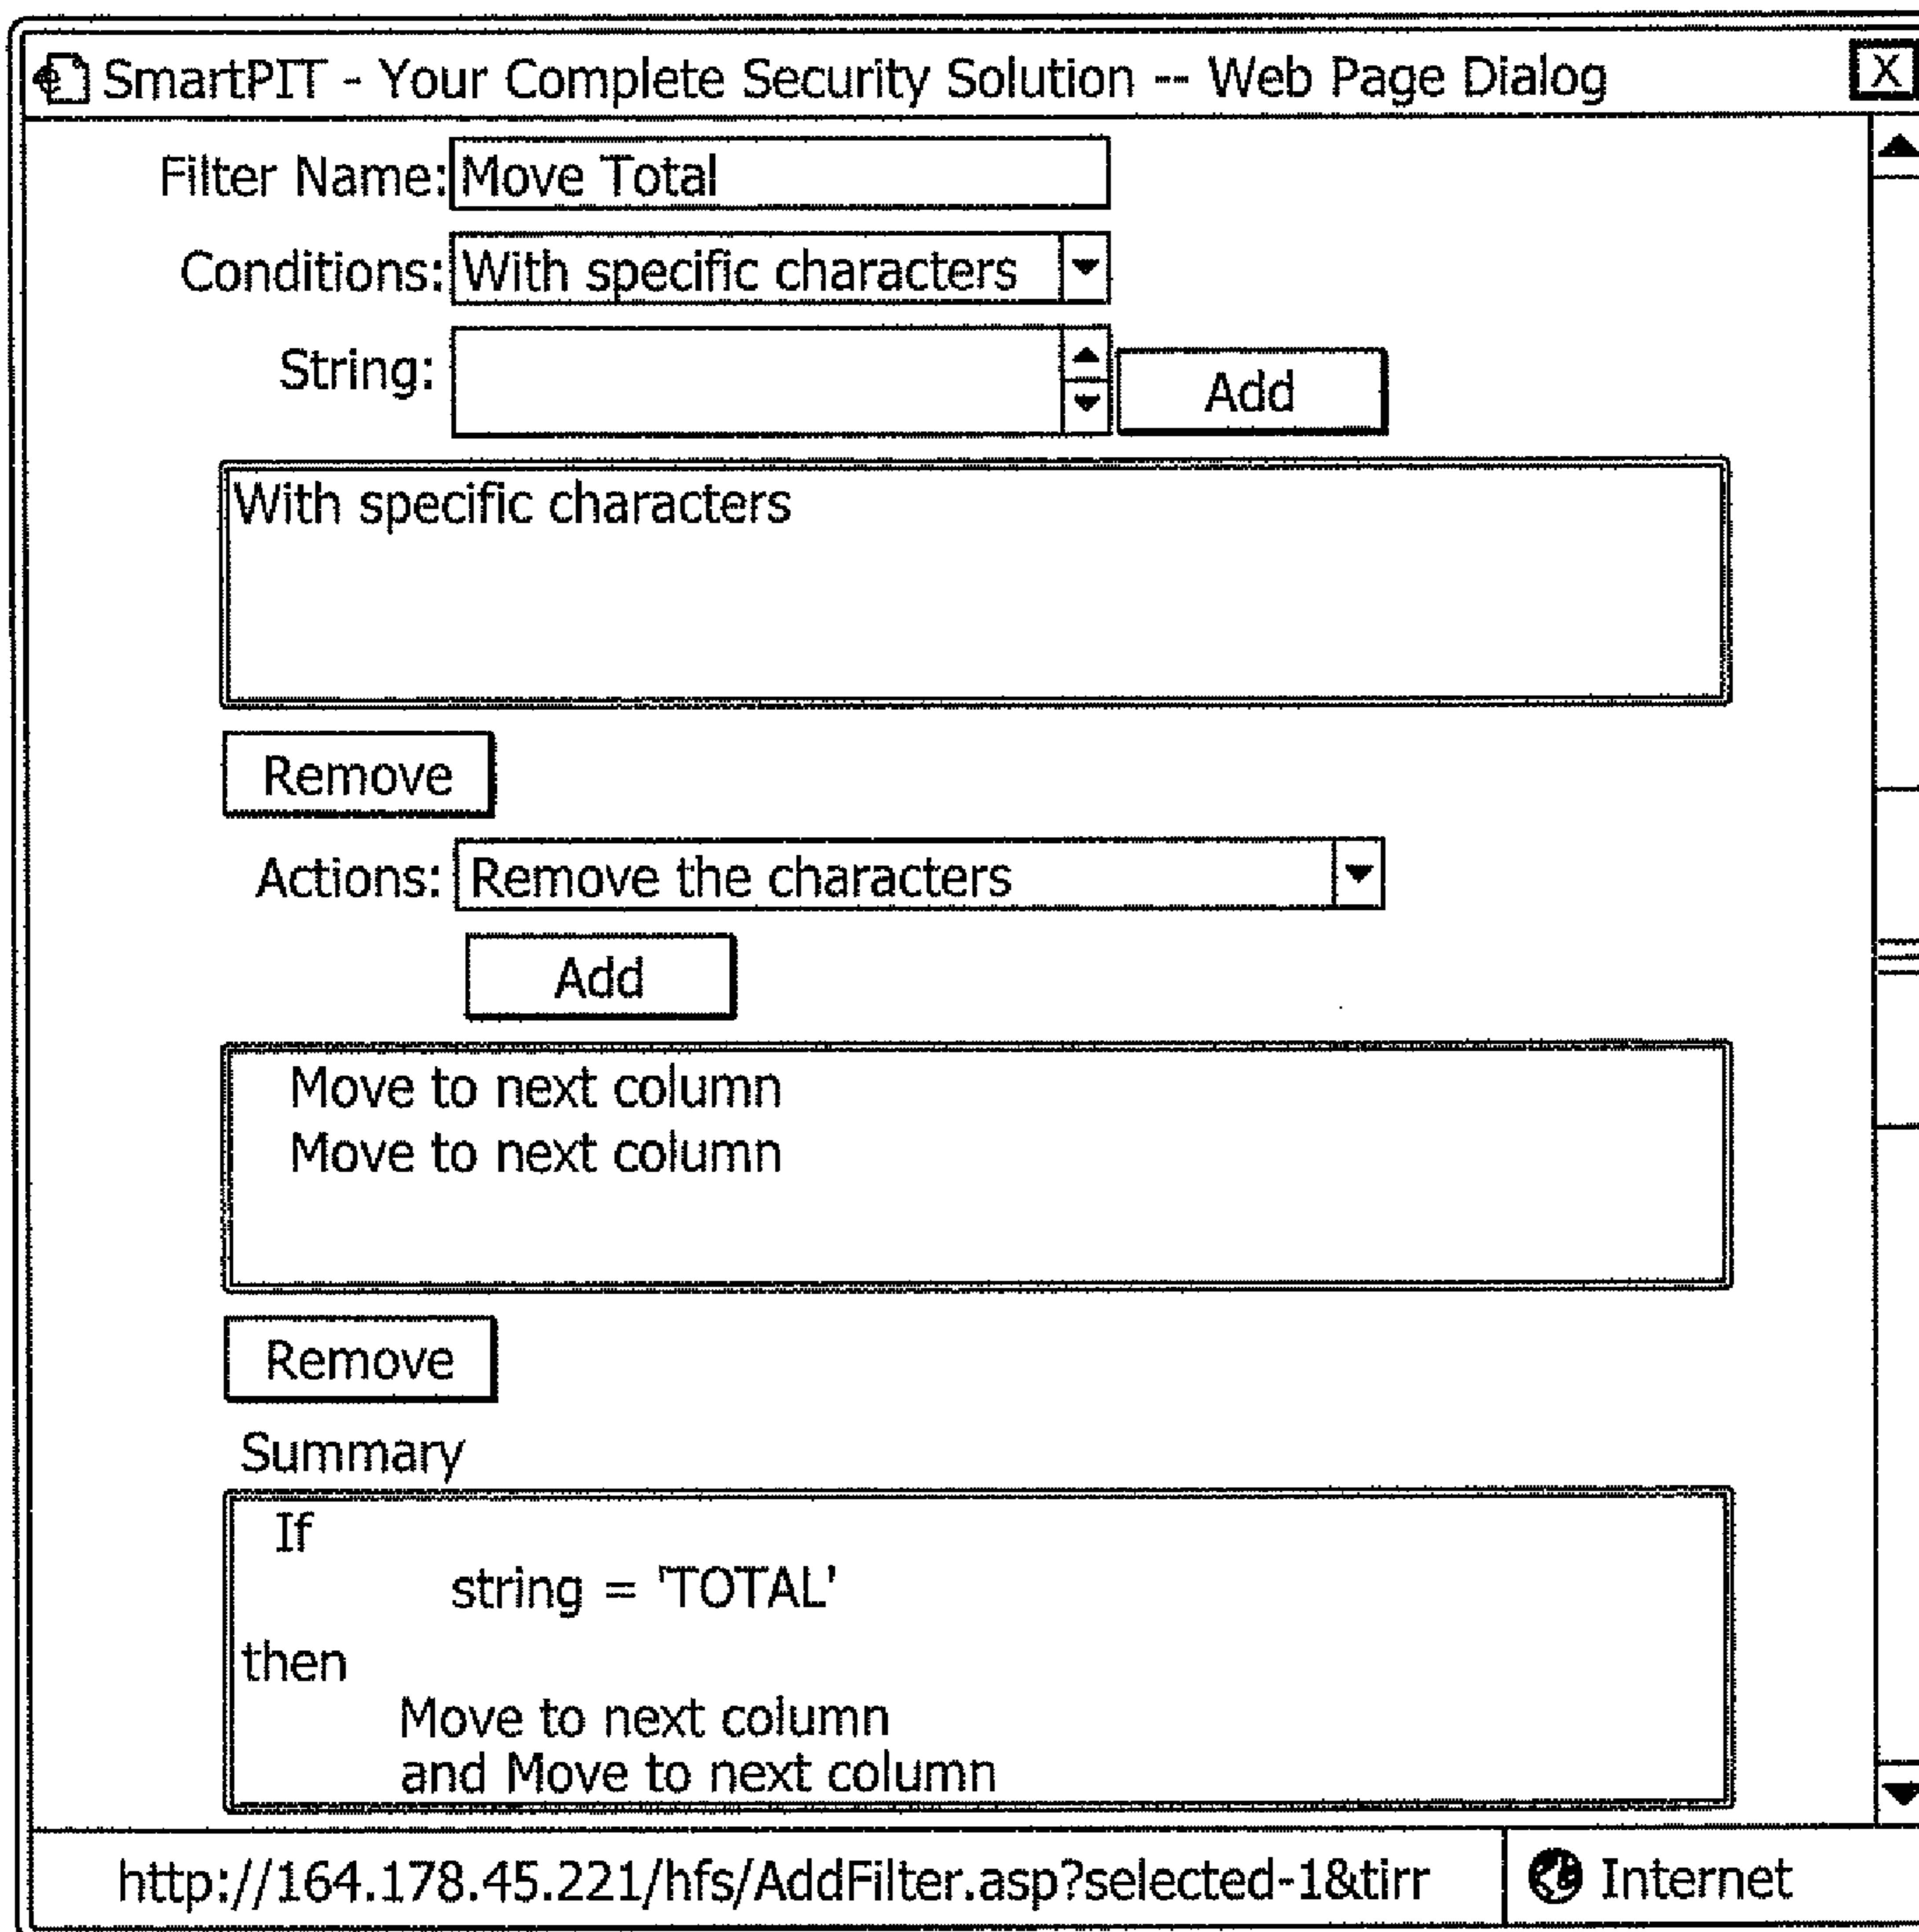 SmartPIT - Your Complete Security Solution -- Web Page Dialog X
Filter Name: Move Total
Conditions: With specific characters
String:
Add
With specific characters
Remove
Actions: Remove the characters
Add
Move to next column
Move to next column
Remove
Summary
If
string = 'TOTAL'
then
Move to next column
and Move to next column
http://164.178.45.221/hfs/AddFilter.asp?selected-1&tirr Internet